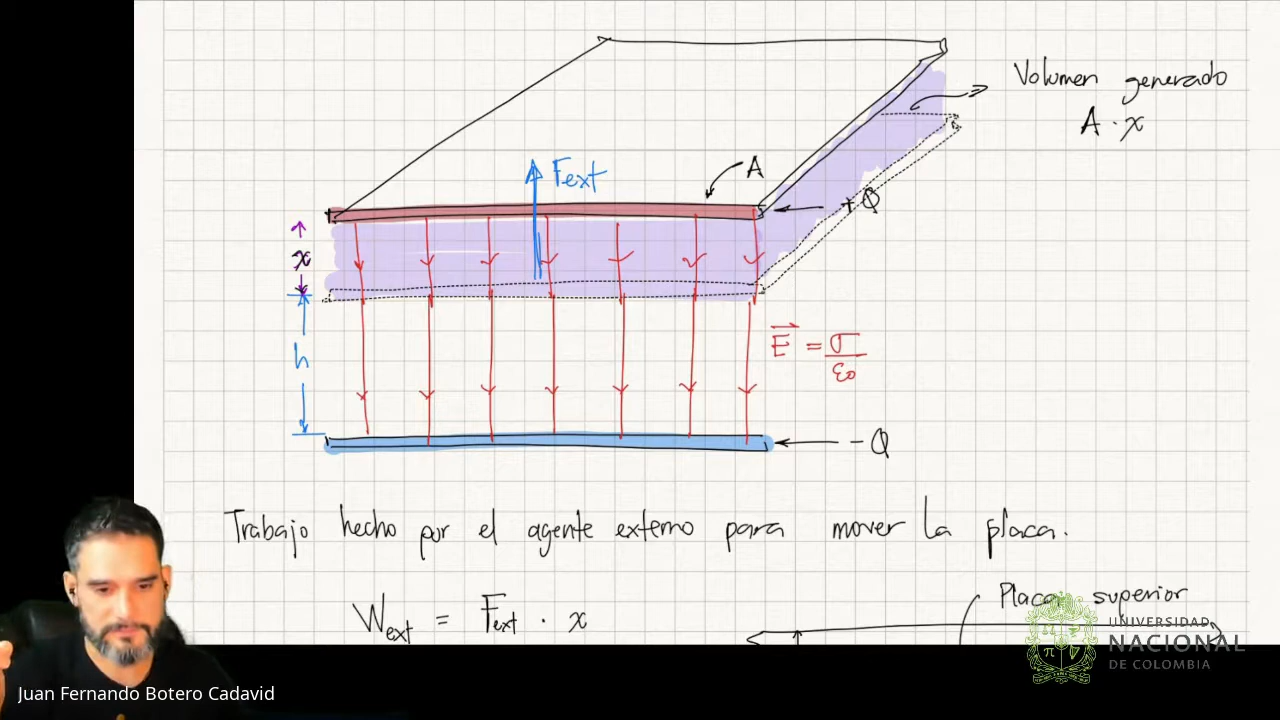 Volumen generado
A · x
Fext
A
+ Q
x
h
E = σ/ε0
- Q
Trabajo hecho por el agente externo para mover la placa.
Wext = Fext · x
Placa superior
UNIVERSIDAD
NACIONAL
DE COLOMBIA
Juan Fernando Botero Cadavid